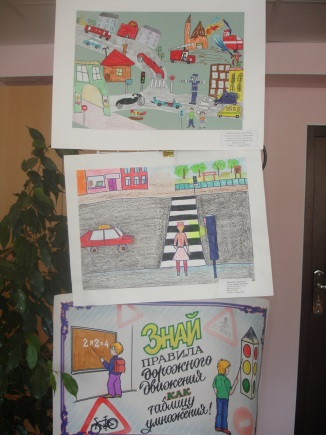 2×2=4
ЗНАЙ
ПРАВИЛА
дорожного
движения
КАК
таблицу
умножения!